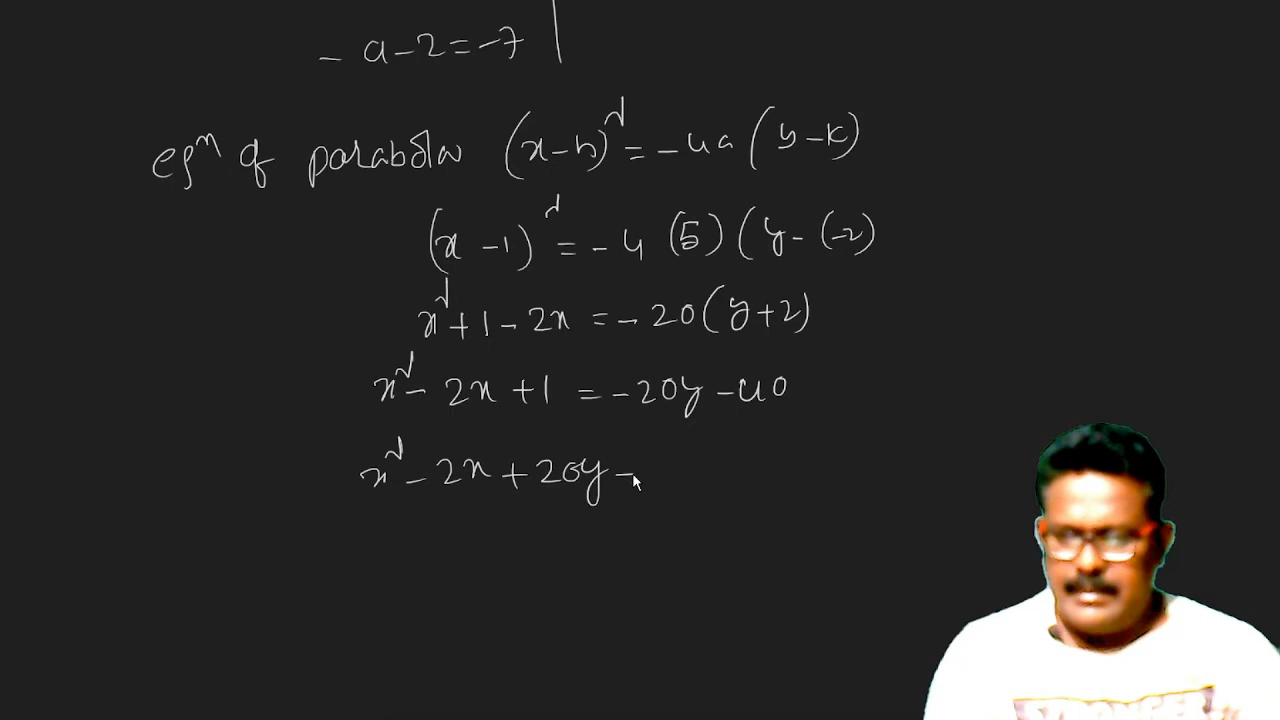 - a - 2 = -7
eqn of parabola (x-h)² = -4a (y-k)
(x -1)² = -4 (5) (y - (-2)
x² + 1 - 2x = -20 (y+2)
x² - 2x + 1 = -20y - 40
x² - 2x + 20y -
STRONGER